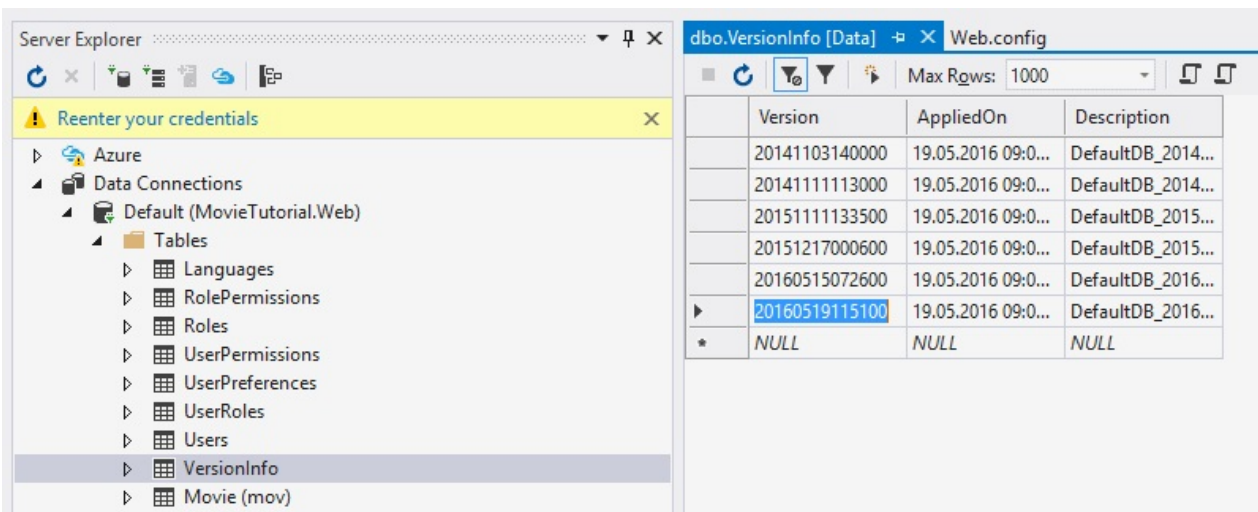 Server Explorer
Reenter your credentials
Azure
Data Connections
Default (MovieTutorial.Web)
Tables
Languages
RolePermissions
Roles
UserPermissions
UserPreferences
UserRoles
Users
VersionInfo
Movie (mov)
dbo.VersionInfo [Data] Web.config
Max Rows: 1000
Version AppliedOn Description
20141103140000 19.05.2016 09:0... DefaultDB_2014...
20141111113000 19.05.2016 09:0... DefaultDB_2014...
20151111133500 19.05.2016 09:0... DefaultDB_2015...
20151217000600 19.05.2016 09:0... DefaultDB_2015...
20160515072600 19.05.2016 09:0... DefaultDB_2016...
20160519115100 19.05.2016 09:0... DefaultDB_2016...
NULL NULL NULL